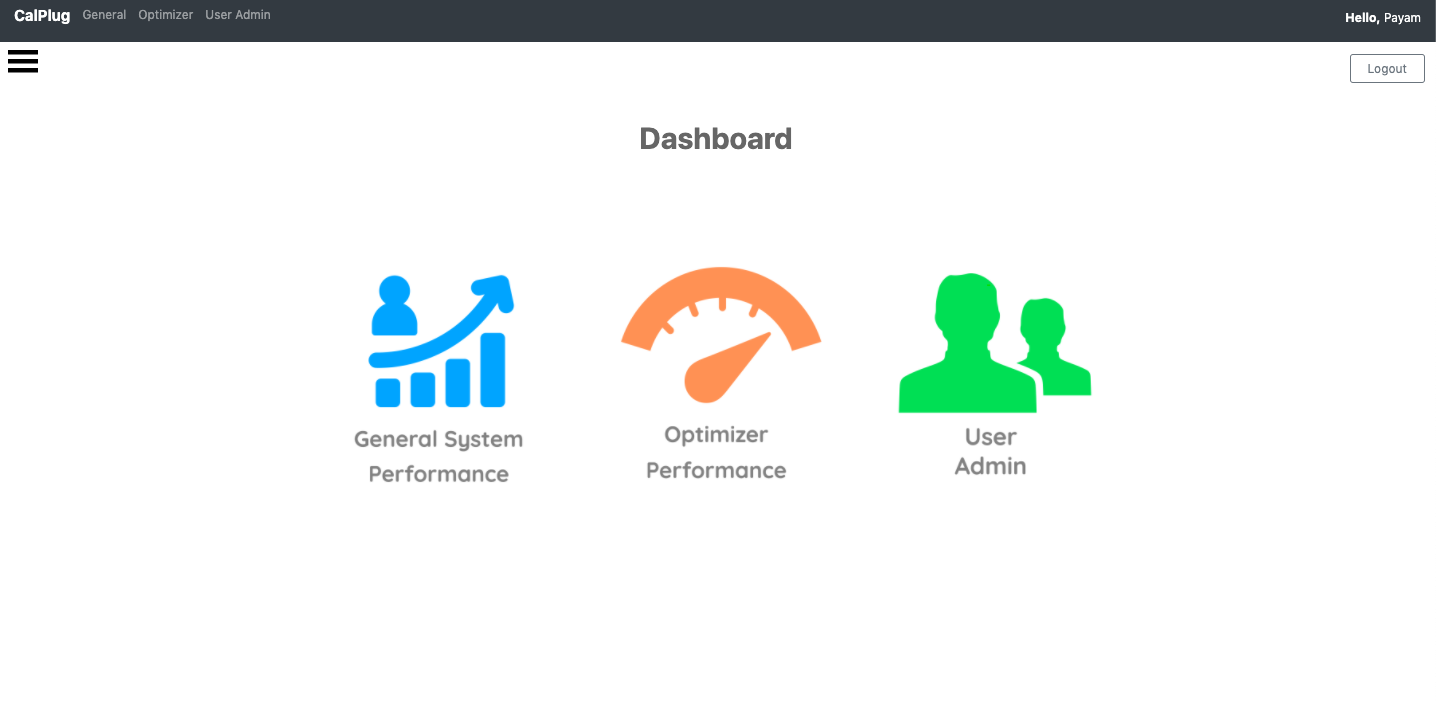 CalPlug General Optimizer User Admin Hello, Payam
Logout
Dashboard
General System
Performance
Optimizer
Performance
User
Admin